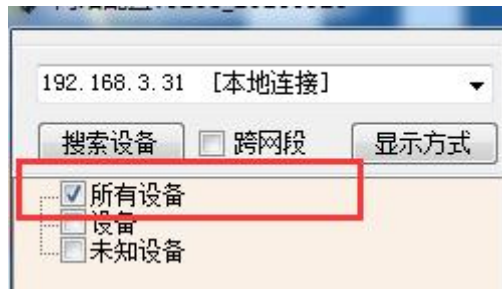 192.168.3.31 [本地连接]
搜索设备 跨网段 显示方式
所有设备
设备
未知设备